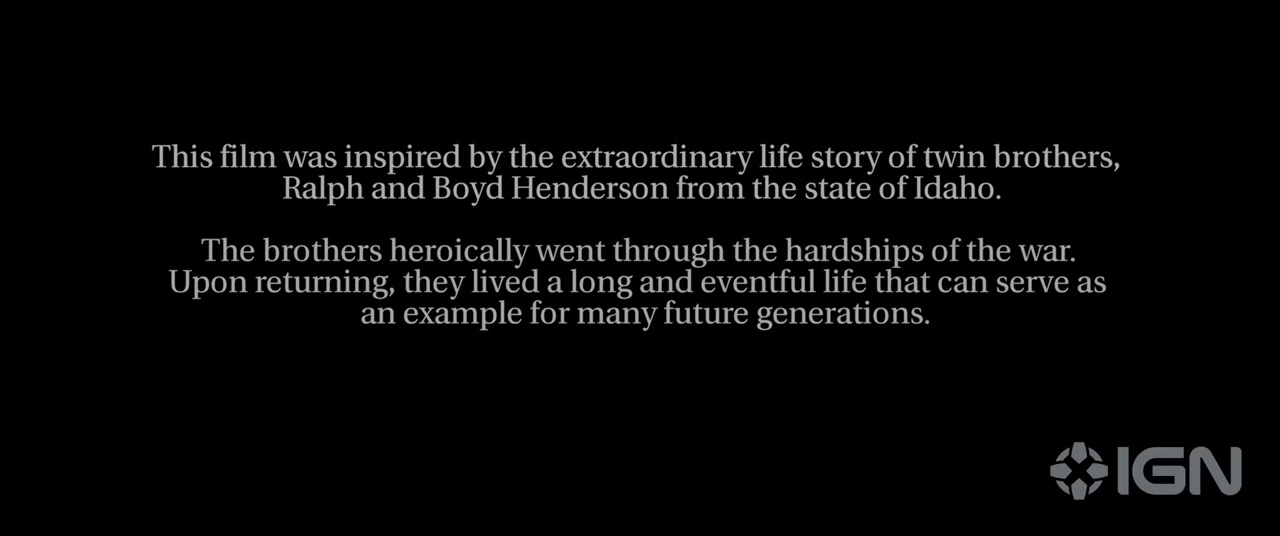 This film was inspired by the extraordinary life story of twin brothers,
Ralph and Boyd Henderson from the state of Idaho.
The brothers heroically went through the hardships of the war.
Upon returning, they lived a long and eventful life that can serve as
an example for many future generations.
IGN